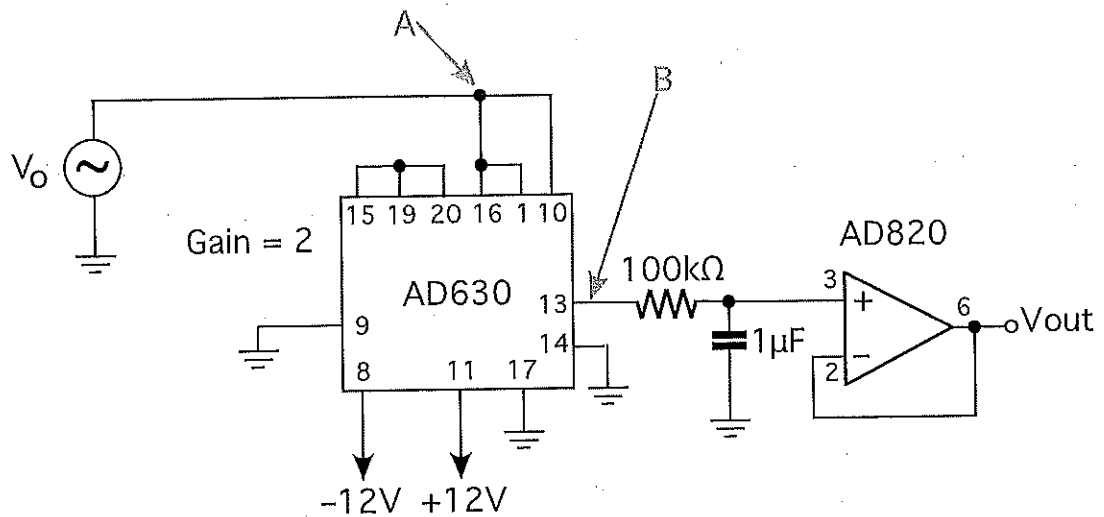 A
B
Vo
15 19 20 16 1 10
Gain = 2
AD630
AD820
100kΩ
13
3
+
6
Vout
9
14
1µF
2
−
8 11 17
−12V +12V